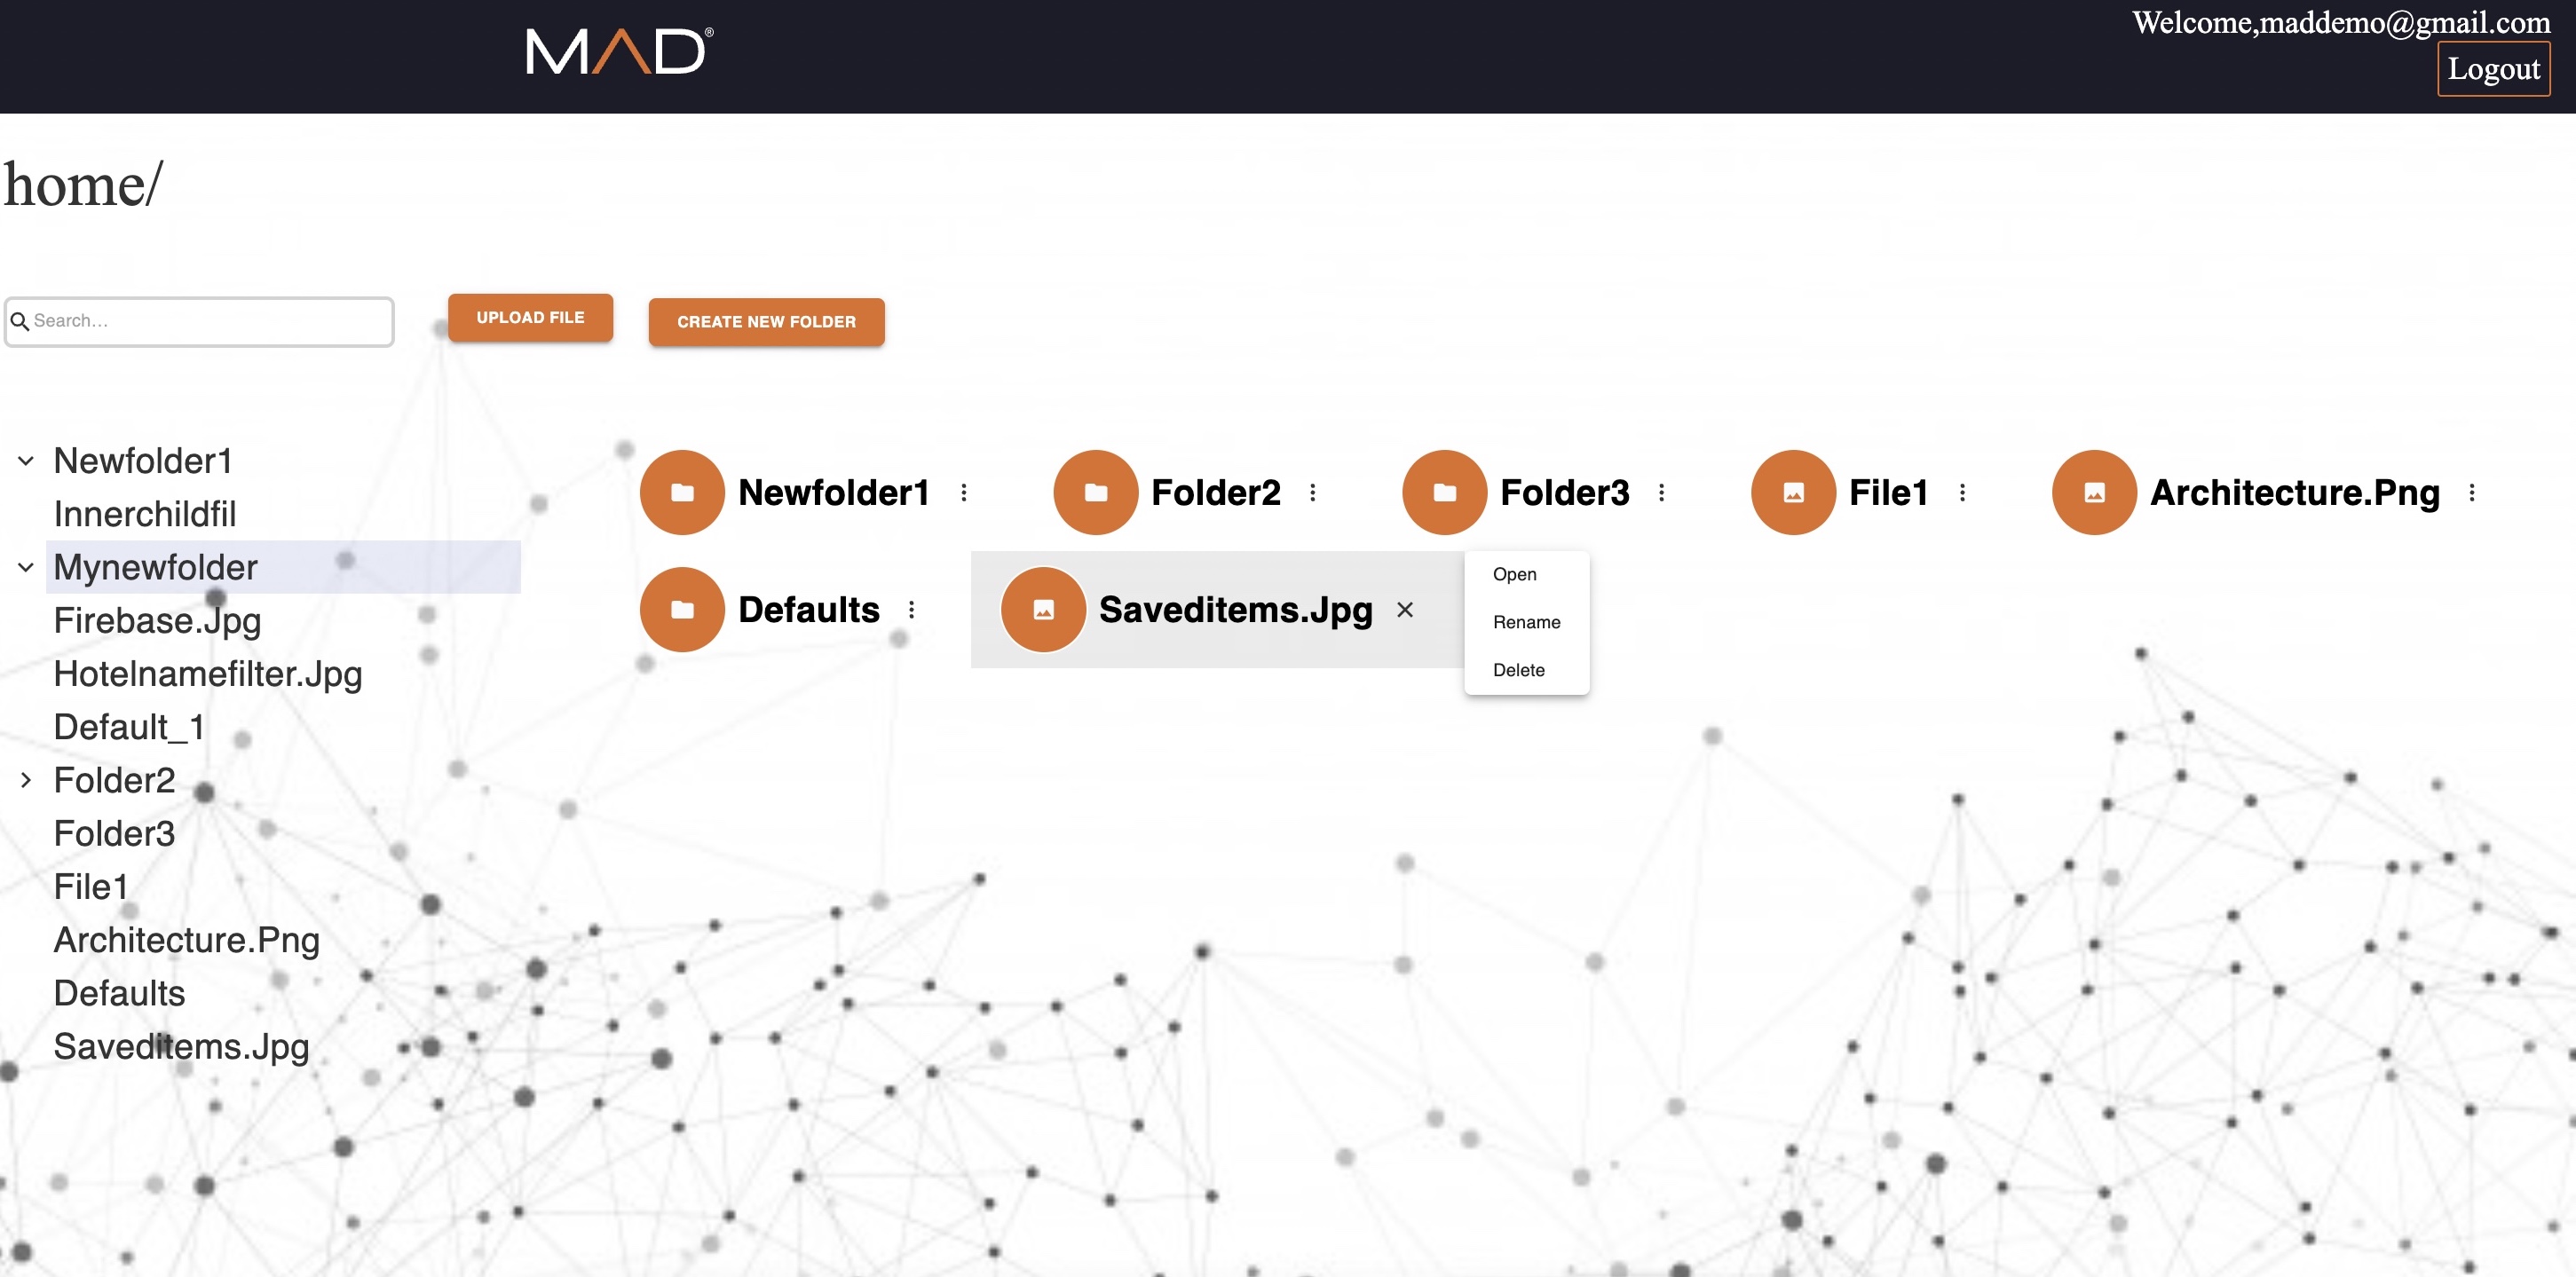 MAD®
Welcome,maddemo@gmail.com
Logout
home/
Search...
UPLOAD FILE
CREATE NEW FOLDER
Newfolder1
Innerchildfil
Mynewfolder
Firebase.Jpg
Hotelnamefilter.Jpg
Default_1
Folder2
Folder3
File1
Architecture.Png
Defaults
Saveditems.Jpg
Newfolder1
Folder2
Folder3
File1
Architecture.Png
Defaults
Saveditems.Jpg
Open
Rename
Delete